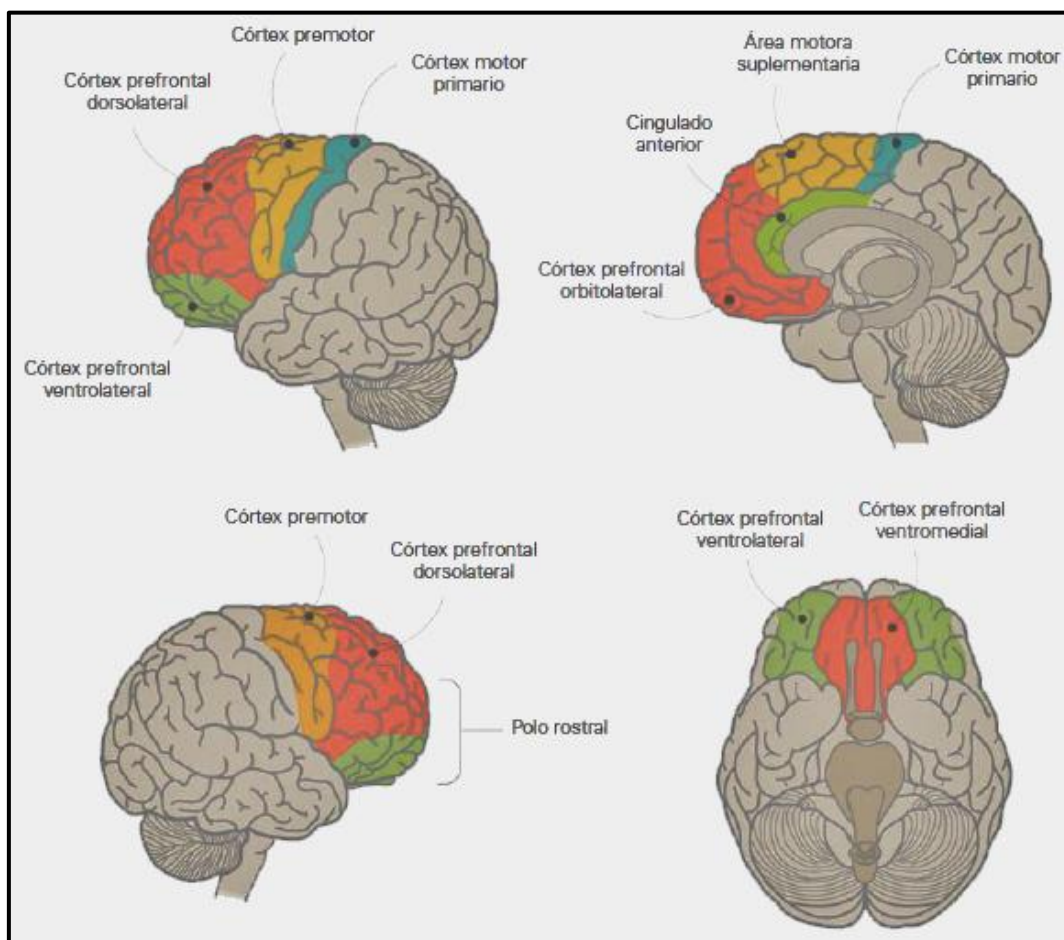 Córtex premotor
Córtex motor
primario
Córtex prefrontal
dorsolateral
Córtex prefrontal
ventrolateral
Área motora
suplementaria
Córtex motor
primario
Cingulado
anterior
Córtex prefrontal
orbitolateral
Córtex premotor
Córtex prefrontal
dorsolateral
Polo rostral
Córtex prefrontal
ventrolateral
Córtex prefrontal
ventromedial